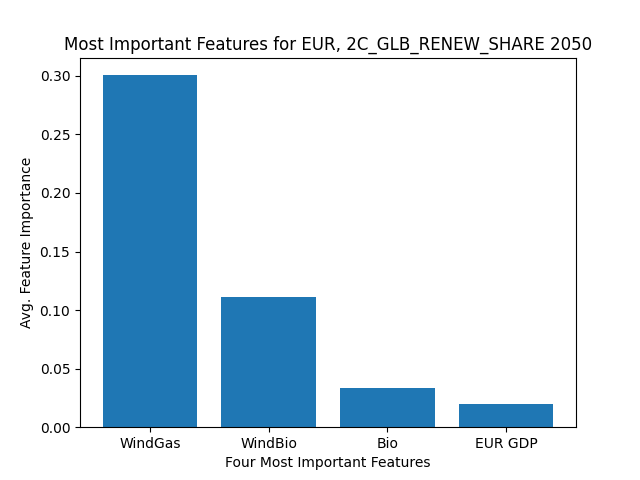 Most Important Features for EUR, 2C_GLB_RENEW_SHARE 2050
Avg. Feature Importance
0.30
0.25
0.20
0.15
0.10
0.05
0.00
WindGas WindBio Bio EUR GDP
Four Most Important Features